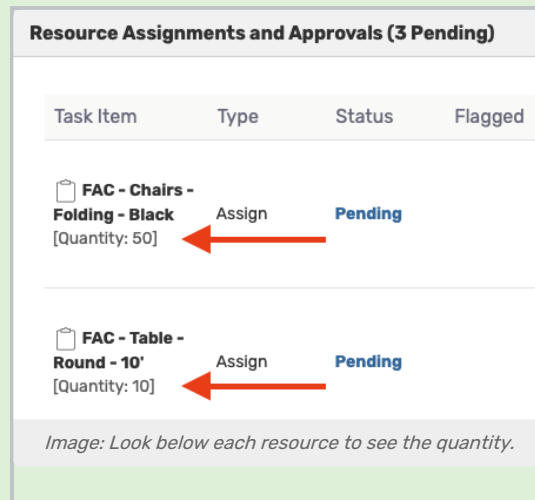 Resource Assignments and Approvals (3 Pending)
Task Item Type Status Flagged
FAC - Chairs -
Folding - Black Assign Pending
[Quantity: 50]
FAC - Table -
Round - 10' Assign Pending
[Quantity: 10]
Image: Look below each resource to see the quantity.